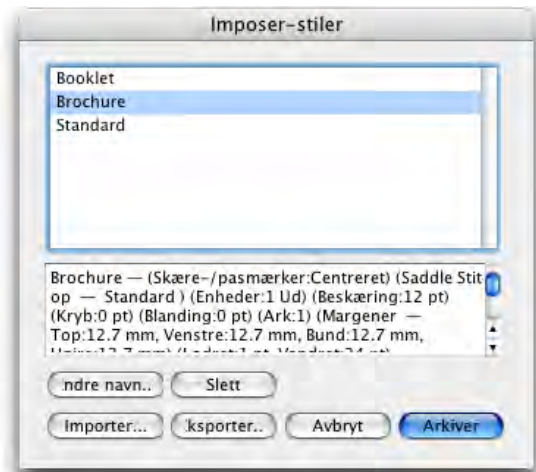 Imposer-stiler
Booklet
Brochure
Standard
Brochure — (Skære-/pasmærker:Centreret) (Saddle Stit
op — Standard ) (Enheder:1 Ud) (Beskæring:12 pt)
(Kryb:0 pt) (Blanding:0 pt) (Ark:1) (Margener —
Top:12.7 mm, Venstre:12.7 mm, Bund:12.7 mm,
ndre navn.. Slett
Importer... ksporter.. Avbryt Arkiver